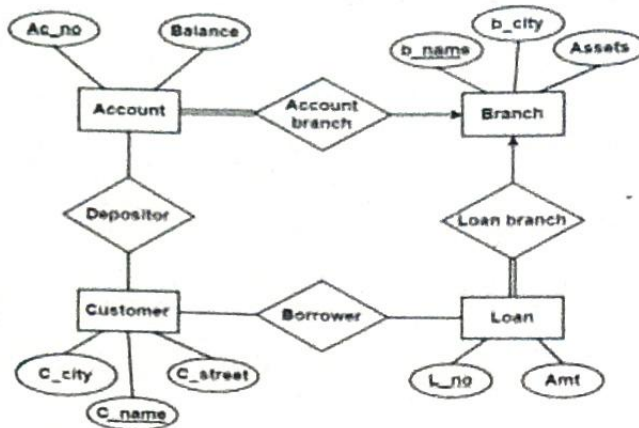 b_city
Ac_no
Balance
b_name
Assets
Account
Account
branch
Branch
Depositor
Loan branch
Customer
Borrower
Loan
C_city
C_street
L_no
Amt
C_name